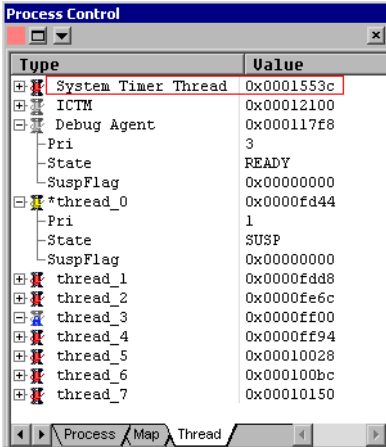 Process Control
Type Value
System Timer Thread 0x0001553c
ICTM 0x00012100
Debug Agent 0x000117f8
Pri 3
State READY
SuspFlag 0x00000000
*thread_0 0x0000fd44
Pri 1
State SUSP
SuspFlag 0x00000000
thread_1 0x0000fdd8
thread_2 0x0000fe6c
thread_3 0x0000ff00
thread_4 0x0000ff94
thread_5 0x00010028
thread_6 0x000100bc
thread_7 0x00010150
Process Map Thread